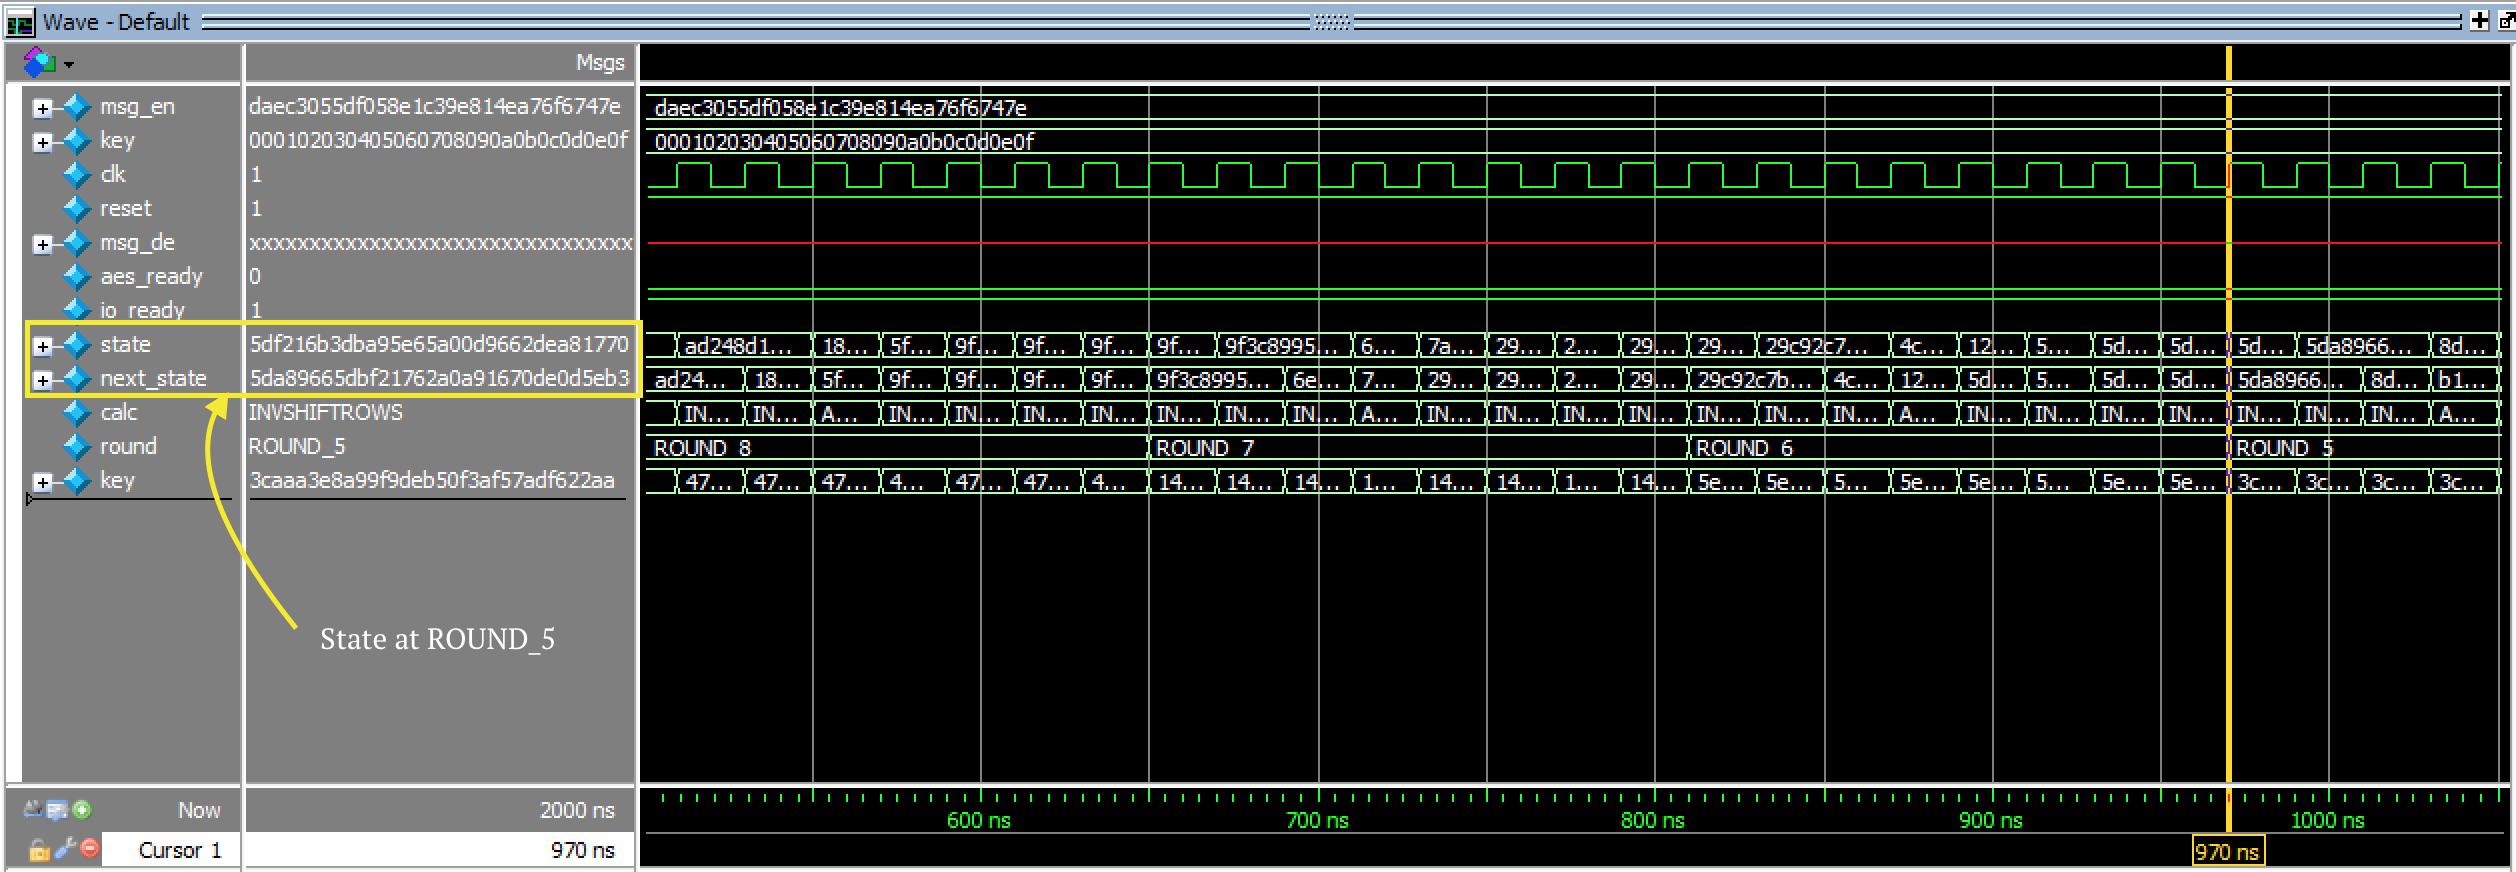 Wave - Default
Msgs
msg_en daec3055df058e1c39e814ea76f6747e daec3055df058e1c39e814ea76f6747e
key 000102030405060708090a0b0c0d0e0f 000102030405060708090a0b0c0d0e0f
clk 1
reset 1
msg_de xxxxxxxxxxxxxxxxxxxxxxxxxxxxxxxx
aes_ready 0
io_ready 1
state 5df216b3dba95e65a00d9662dea81770 ad248d1... 18... 5f... 9f... 9f... 9f... 9f... 9f3c8995... 6... 7a... 29... 2... 29... 29... 29c92c7... 4c... 12... 5... 5d... 5d... 5d... 5da8966... 8d...
next_state 5da89665dbf21762a0a91670de0d5eb3 ad24... 18... 5f... 9f... 9f... 9f... 9f... 9f3c8995... 6e... 7... 29... 29... 2... 29... 29c92c7b... 4c... 12... 5d... 5... 5d... 5d... 5da8966... 8d... b1...
calc INVSHIFTROWS IN... IN... A... IN... IN... IN... IN... IN... IN... IN... A... IN... IN... IN... IN... IN... IN... IN... A... IN... IN... IN... IN... IN... IN... IN... A...
round ROUND_5 ROUND_8 ROUND_7 ROUND_6 ROUND_5
key 3caaa3e8a99f9deb50f3af57adf622aa 47... 47... 47... 4... 47... 47... 4... 14... 14... 14... 1... 14... 14... 1... 14... 5e... 5e... 5... 5e... 5e... 5... 5e... 5e... 3c... 3c... 3c... 3c...
State at ROUND_5
Now 2000 ns
600 ns 700 ns 800 ns 900 ns 1000 ns
Cursor 1 970 ns 970 ns